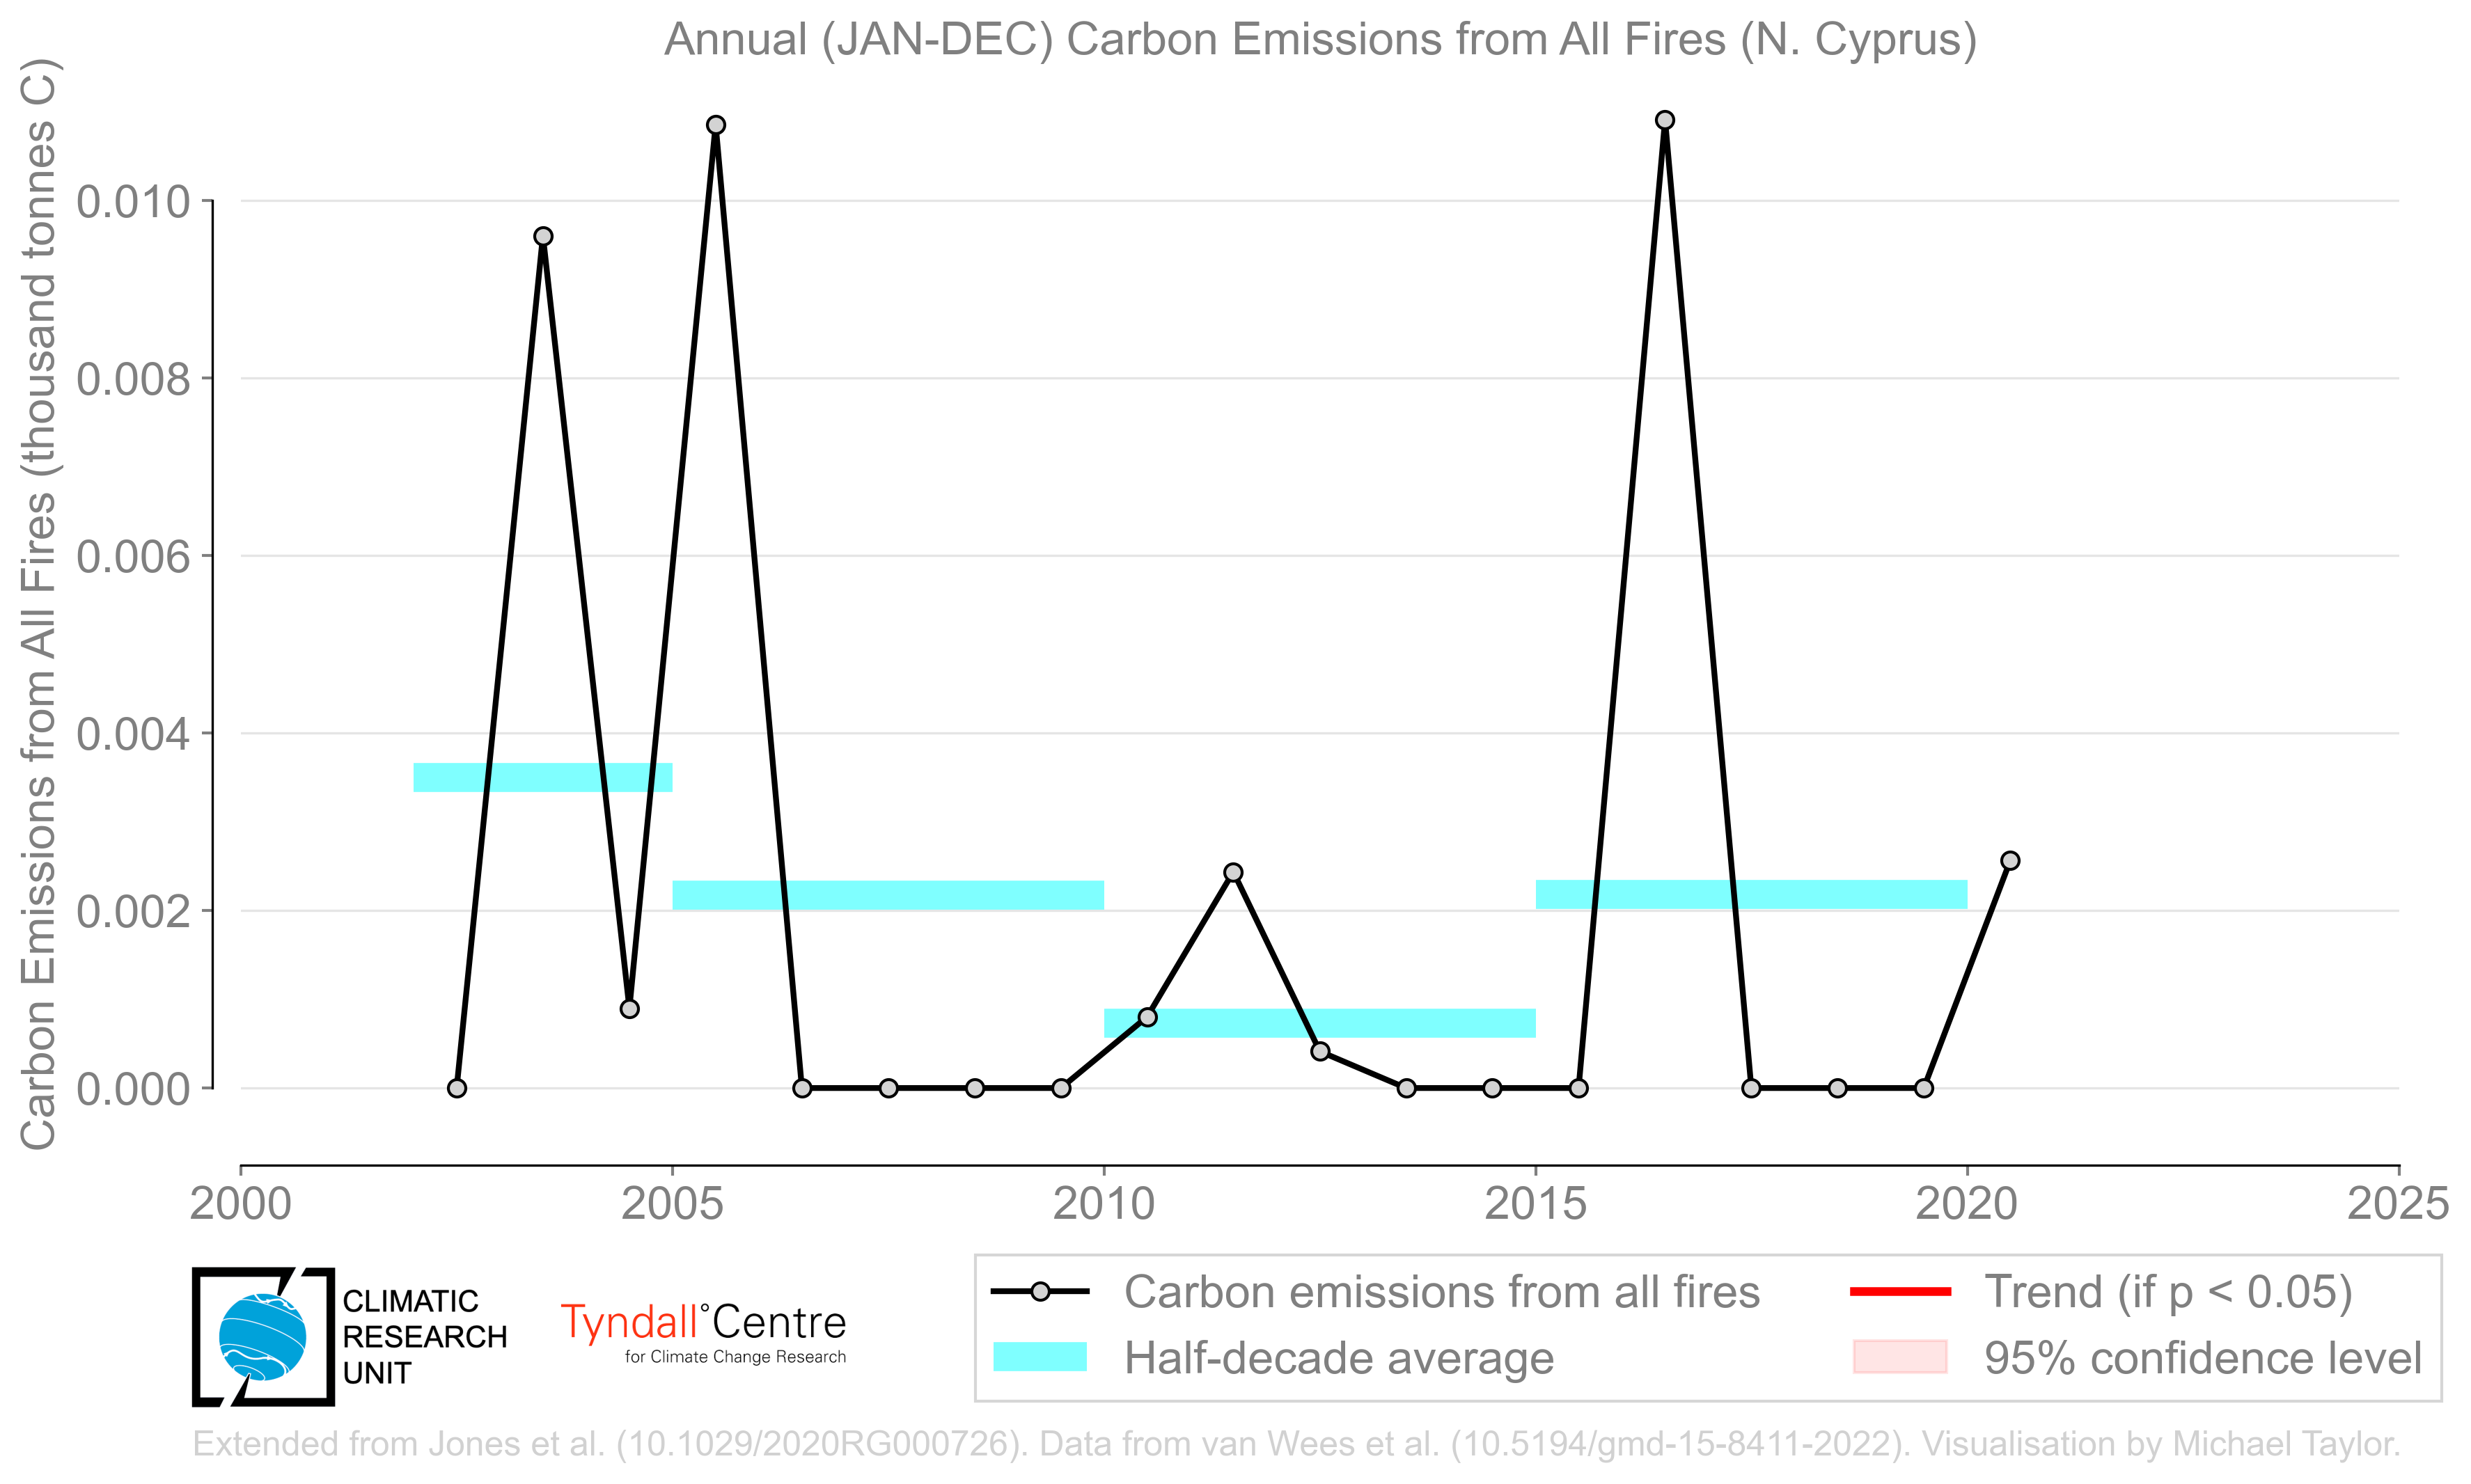 Annual (JAN-DEC) Carbon Emissions from All Fires (N. Cyprus)
Carbon Emissions from All Fires (thousand tonnes C)
0.010
0.008
0.006
0.004
0.002
0.000
2000 2005 2010 2015 2020 2025
CLIMATIC
RESEARCH
UNIT
Tyndall°Centre
for Climate Change Research
Carbon emissions from all fires
Half-decade average
Trend (if p < 0.05)
95% confidence level
Extended from Jones et al. (10.1029/2020RG000726). Data from van Wees et al. (10.5194/gmd-15-8411-2022). Visualisation by Michael Taylor.